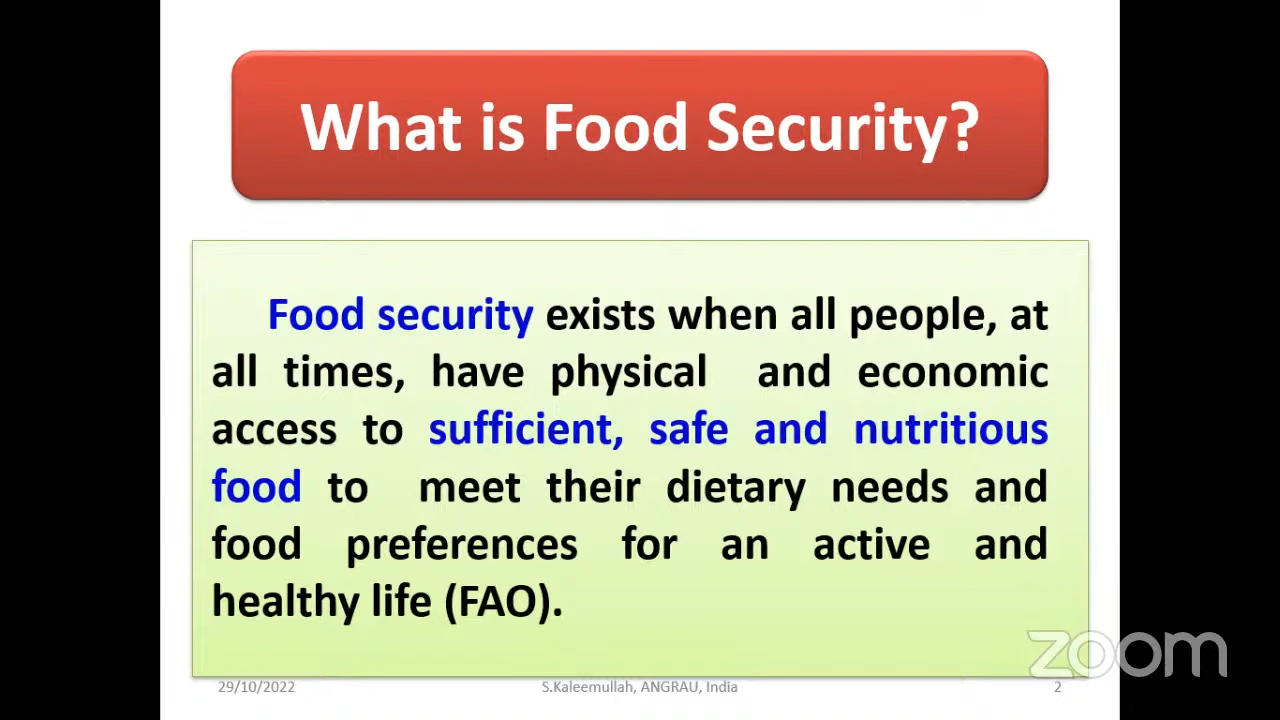 What is Food Security?
Food security exists when all people, at
all times, have physical and economic
access to sufficient, safe and nutritious
food to meet their dietary needs and
food preferences for an active and
healthy life (FAO).
zoom
29/10/2022 S.Kaleemullah, ANGRAU, India 2